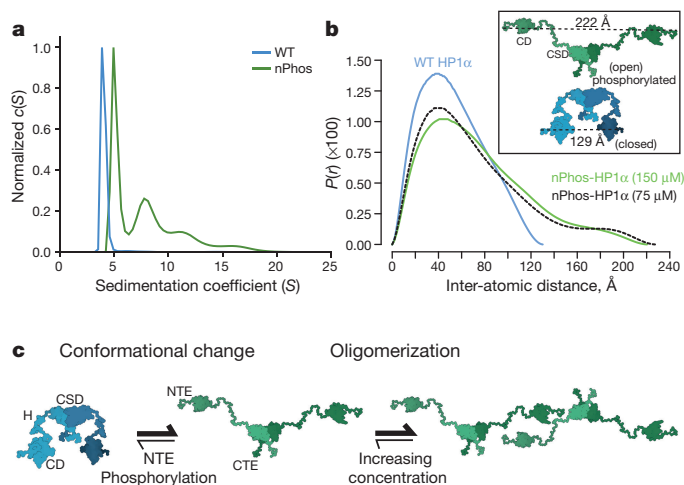 a
WT
nPhos
Normalized c(S)
1.0
0.8
0.6
0.4
0.2
0.0
0 5 10 15 20 25
Sedimentation coefficient (S)
b
P(r) (×100)
1.50
1.25
1.00
0.75
0.50
0.25
0.00
0 40 80 120 160 200 240
Inter-atomic distance, Å
WT HP1α
nPhos-HP1α (150 μM)
nPhos-HP1α (75 μM)
222 Å
CD
CSD
(open)
phosphorylated
129 Å
(closed)
c
Conformational change
Oligomerization
CSD
H
CD
NTE
Phosphorylation
NTE
CTE
Increasing
concentration